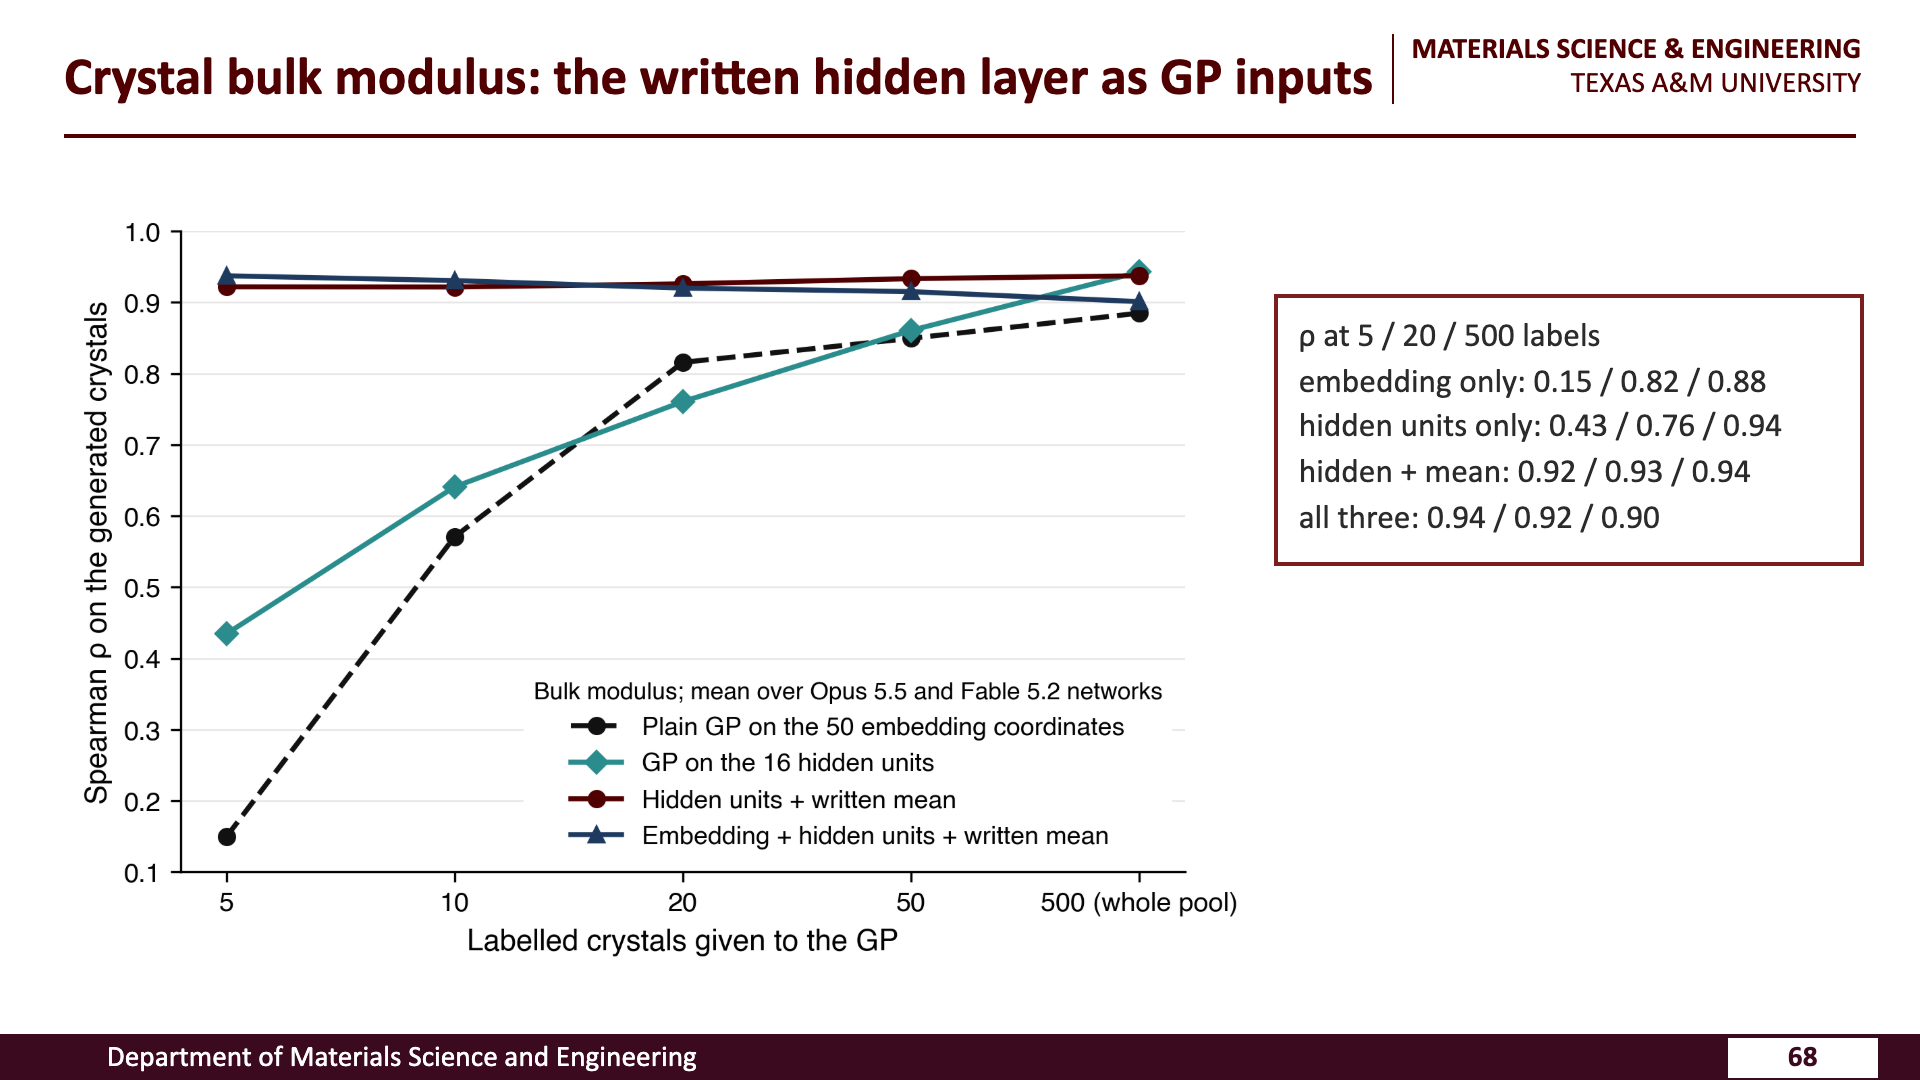 Crystal bulk modulus: the written hidden layer as GP inputs
MATERIALS SCIENCE & ENGINEERING
TEXAS A&M UNIVERSITY
Spearman ρ on the generated crystals
1.0
0.9
0.8
0.7
0.6
0.5
0.4
0.3
0.2
0.1
Bulk modulus; mean over Opus 5.5 and Fable 5.2 networks
Plain GP on the 50 embedding coordinates
GP on the 16 hidden units
Hidden units + written mean
Embedding + hidden units + written mean
5
10
20
50
500 (whole pool)
Labelled crystals given to the GP
ρ at 5 / 20 / 500 labels
embedding only: 0.15 / 0.82 / 0.88
hidden units only: 0.43 / 0.76 / 0.94
hidden + mean: 0.92 / 0.93 / 0.94
all three: 0.94 / 0.92 / 0.90
Department of Materials Science and Engineering
68